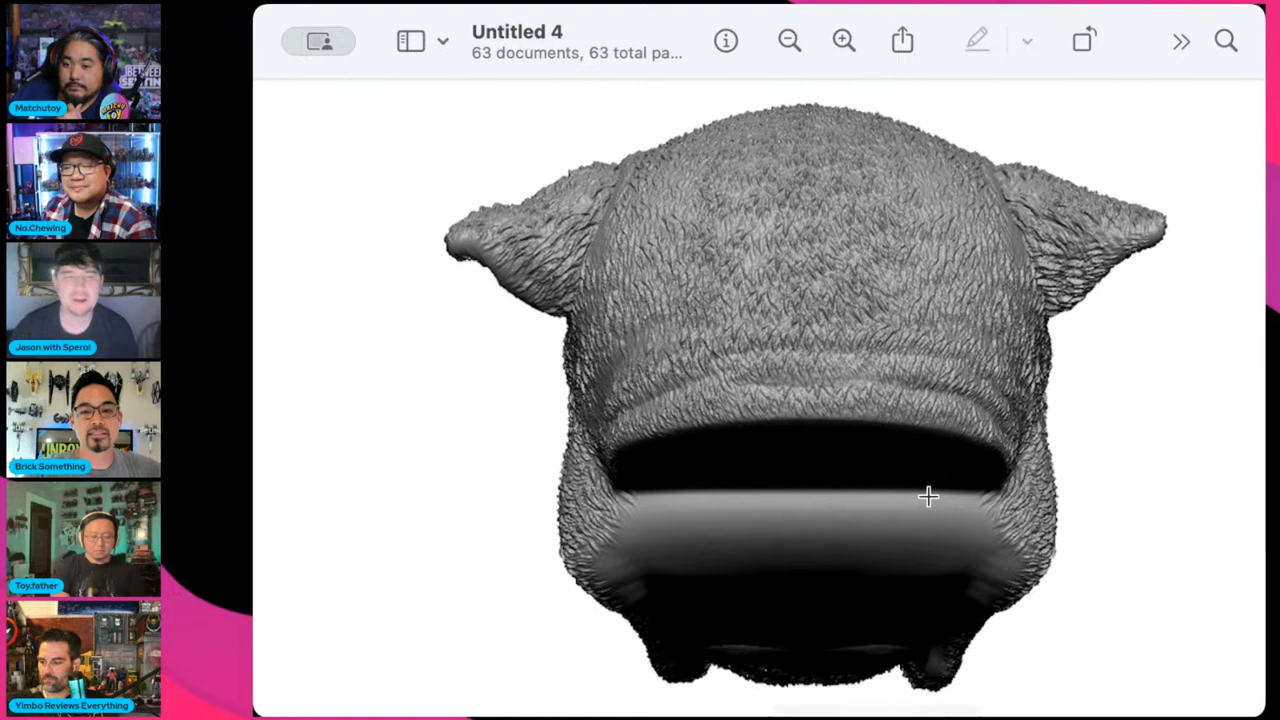 Untitled 4
63 documents, 63 total pa...
Matchutoy
No.Chewing
Jason with Spero!
Brick Something
Toy.father
Yimbo Reviews Everything